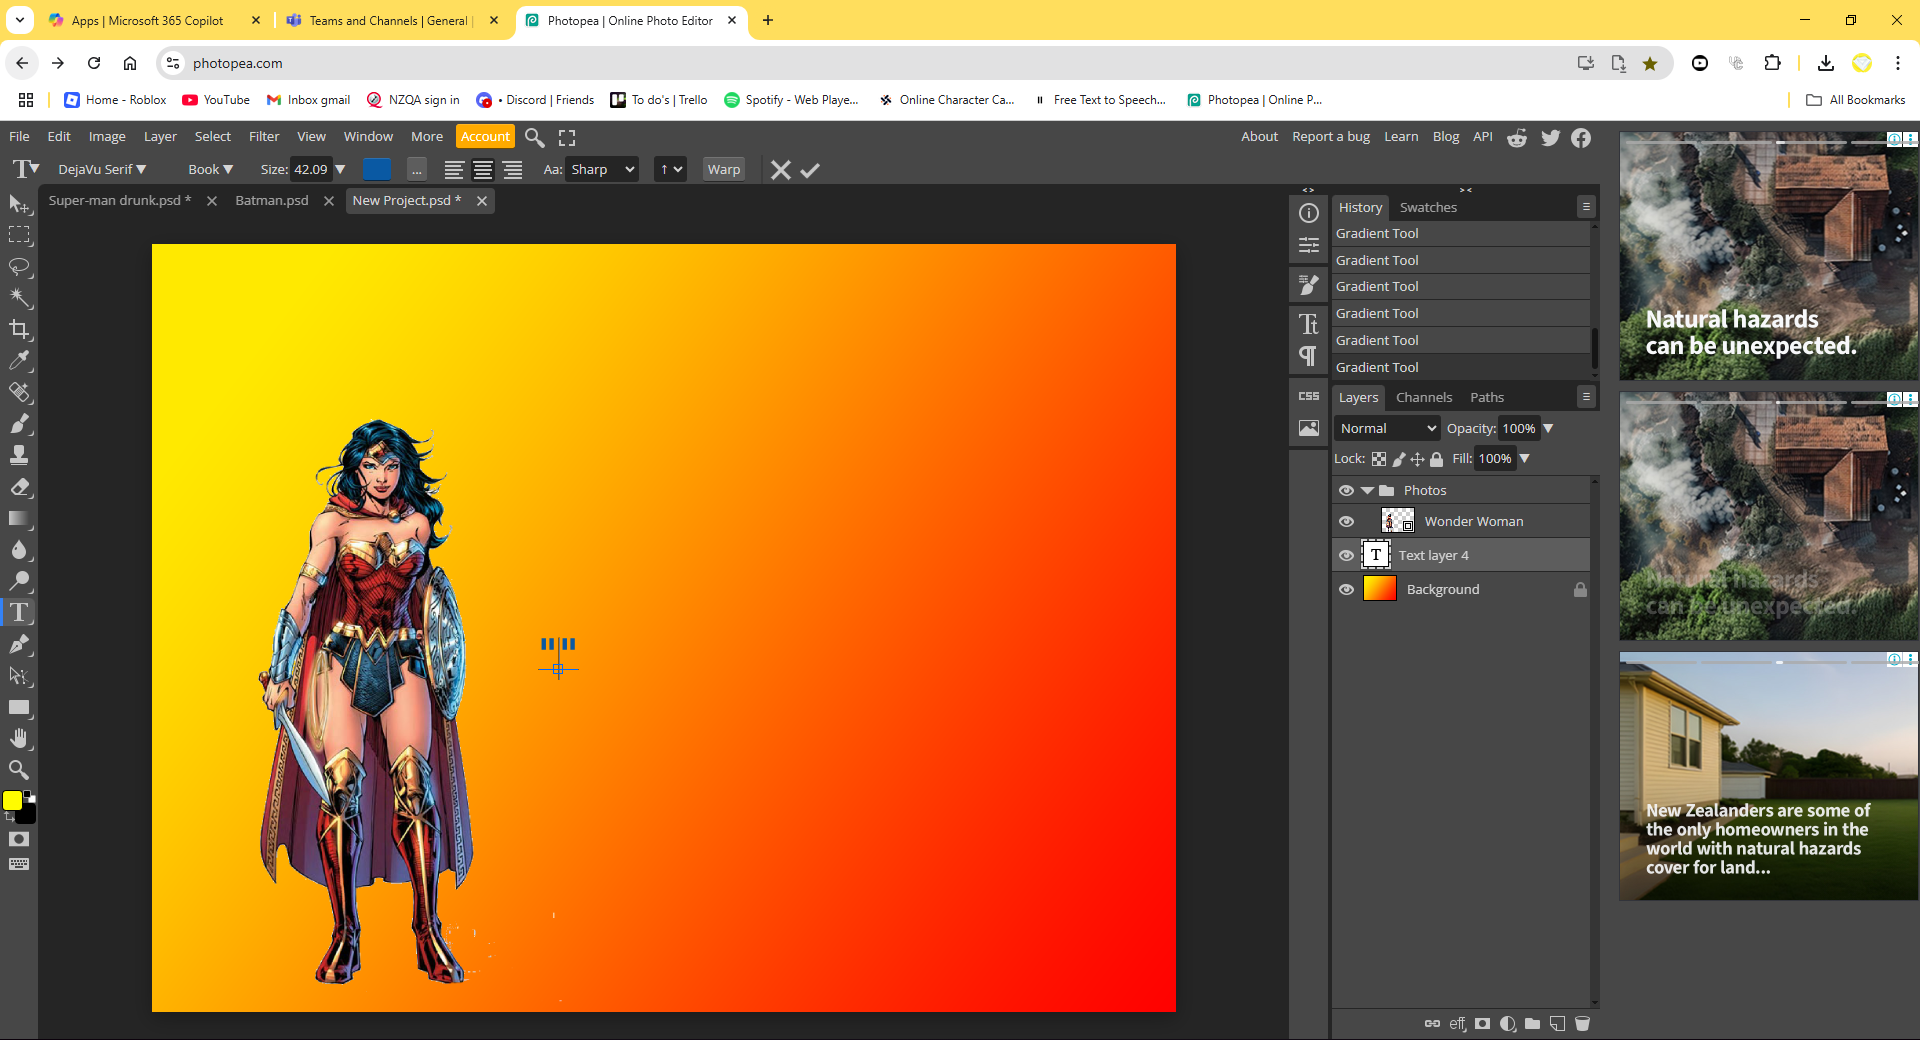 Apps | Microsoft 365 Copilot
Teams and Channels | General |
Photopea | Online Photo Editor
photopea.com
Home - Roblox
YouTube
Inbox gmail
NZQA sign in
• Discord | Friends
To do's | Trello
Spotify - Web Playe...
Online Character Ca...
Free Text to Speech...
Photopea | Online P...
All Bookmarks
File Edit Image Layer Select Filter View Window More Account
About Report a bug Learn Blog API
DejaVu Serif Book Size: 42.09 ... Aa: Sharp Warp
Super-man drunk.psd * Batman.psd New Project.psd *
History Swatches
Gradient Tool
Gradient Tool
Gradient Tool
Gradient Tool
Gradient Tool
Gradient Tool
CSS
Layers Channels Paths
Normal Opacity: 100%
Lock: Fill: 100%
Photos
Wonder Woman
T Text layer 4
Background
eff
""
Natural hazards
can be unexpected.
Natural hazards
can be unexpected.
New Zealanders are some of
the only homeowners in the
world with natural hazards
cover for land...